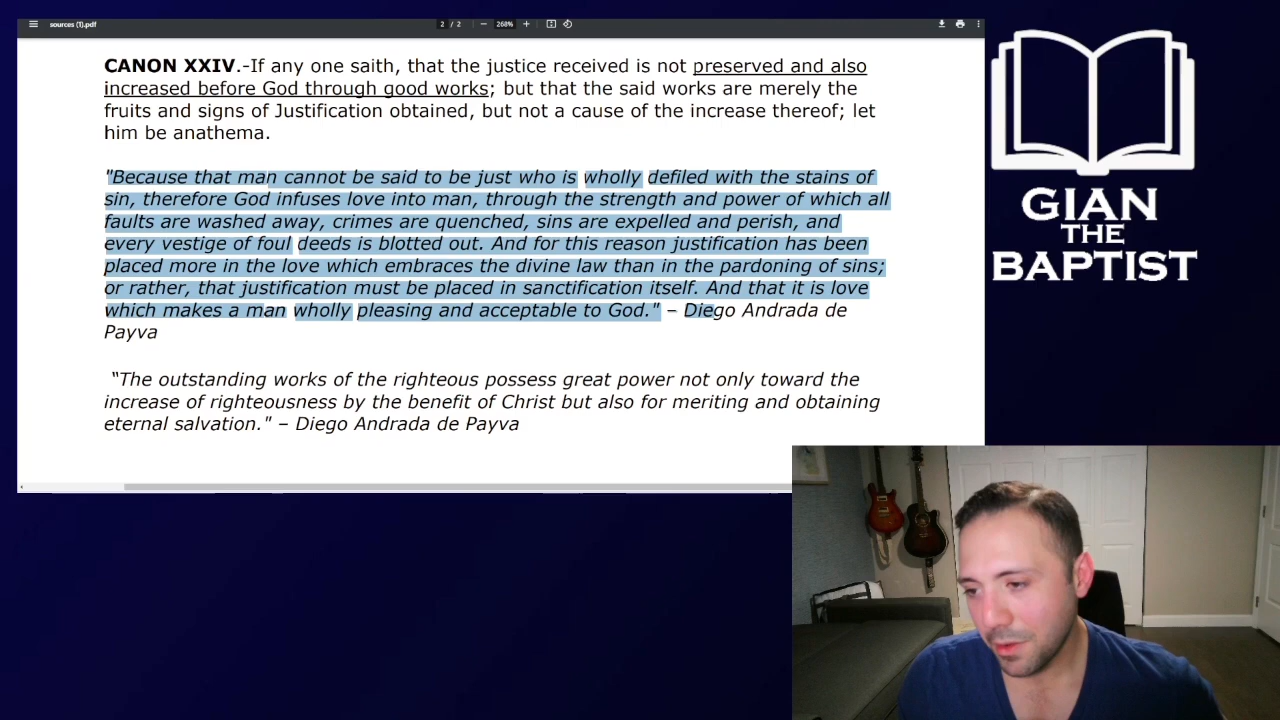 sources (1).pdf
2 / 2
268%
CANON XXIV.-If any one saith, that the justice received is not preserved and also
increased before God through good works; but that the said works are merely the
fruits and signs of Justification obtained, but not a cause of the increase thereof; let
him be anathema.
"Because that man cannot be said to be just who is wholly defiled with the stains of
sin, therefore God infuses love into man, through the strength and power of which all
faults are washed away, crimes are quenched, sins are expelled and perish, and
every vestige of foul deeds is blotted out. And for this reason justification has been
placed more in the love which embraces the divine law than in the pardoning of sins;
or rather, that justification must be placed in sanctification itself. And that it is love
which makes a man wholly pleasing and acceptable to God." – Diego Andrada de
Payva
“The outstanding works of the righteous possess great power not only toward the
increase of righteousness by the benefit of Christ but also for meriting and obtaining
eternal salvation." – Diego Andrada de Payva
GIAN
THE
BAPTIST